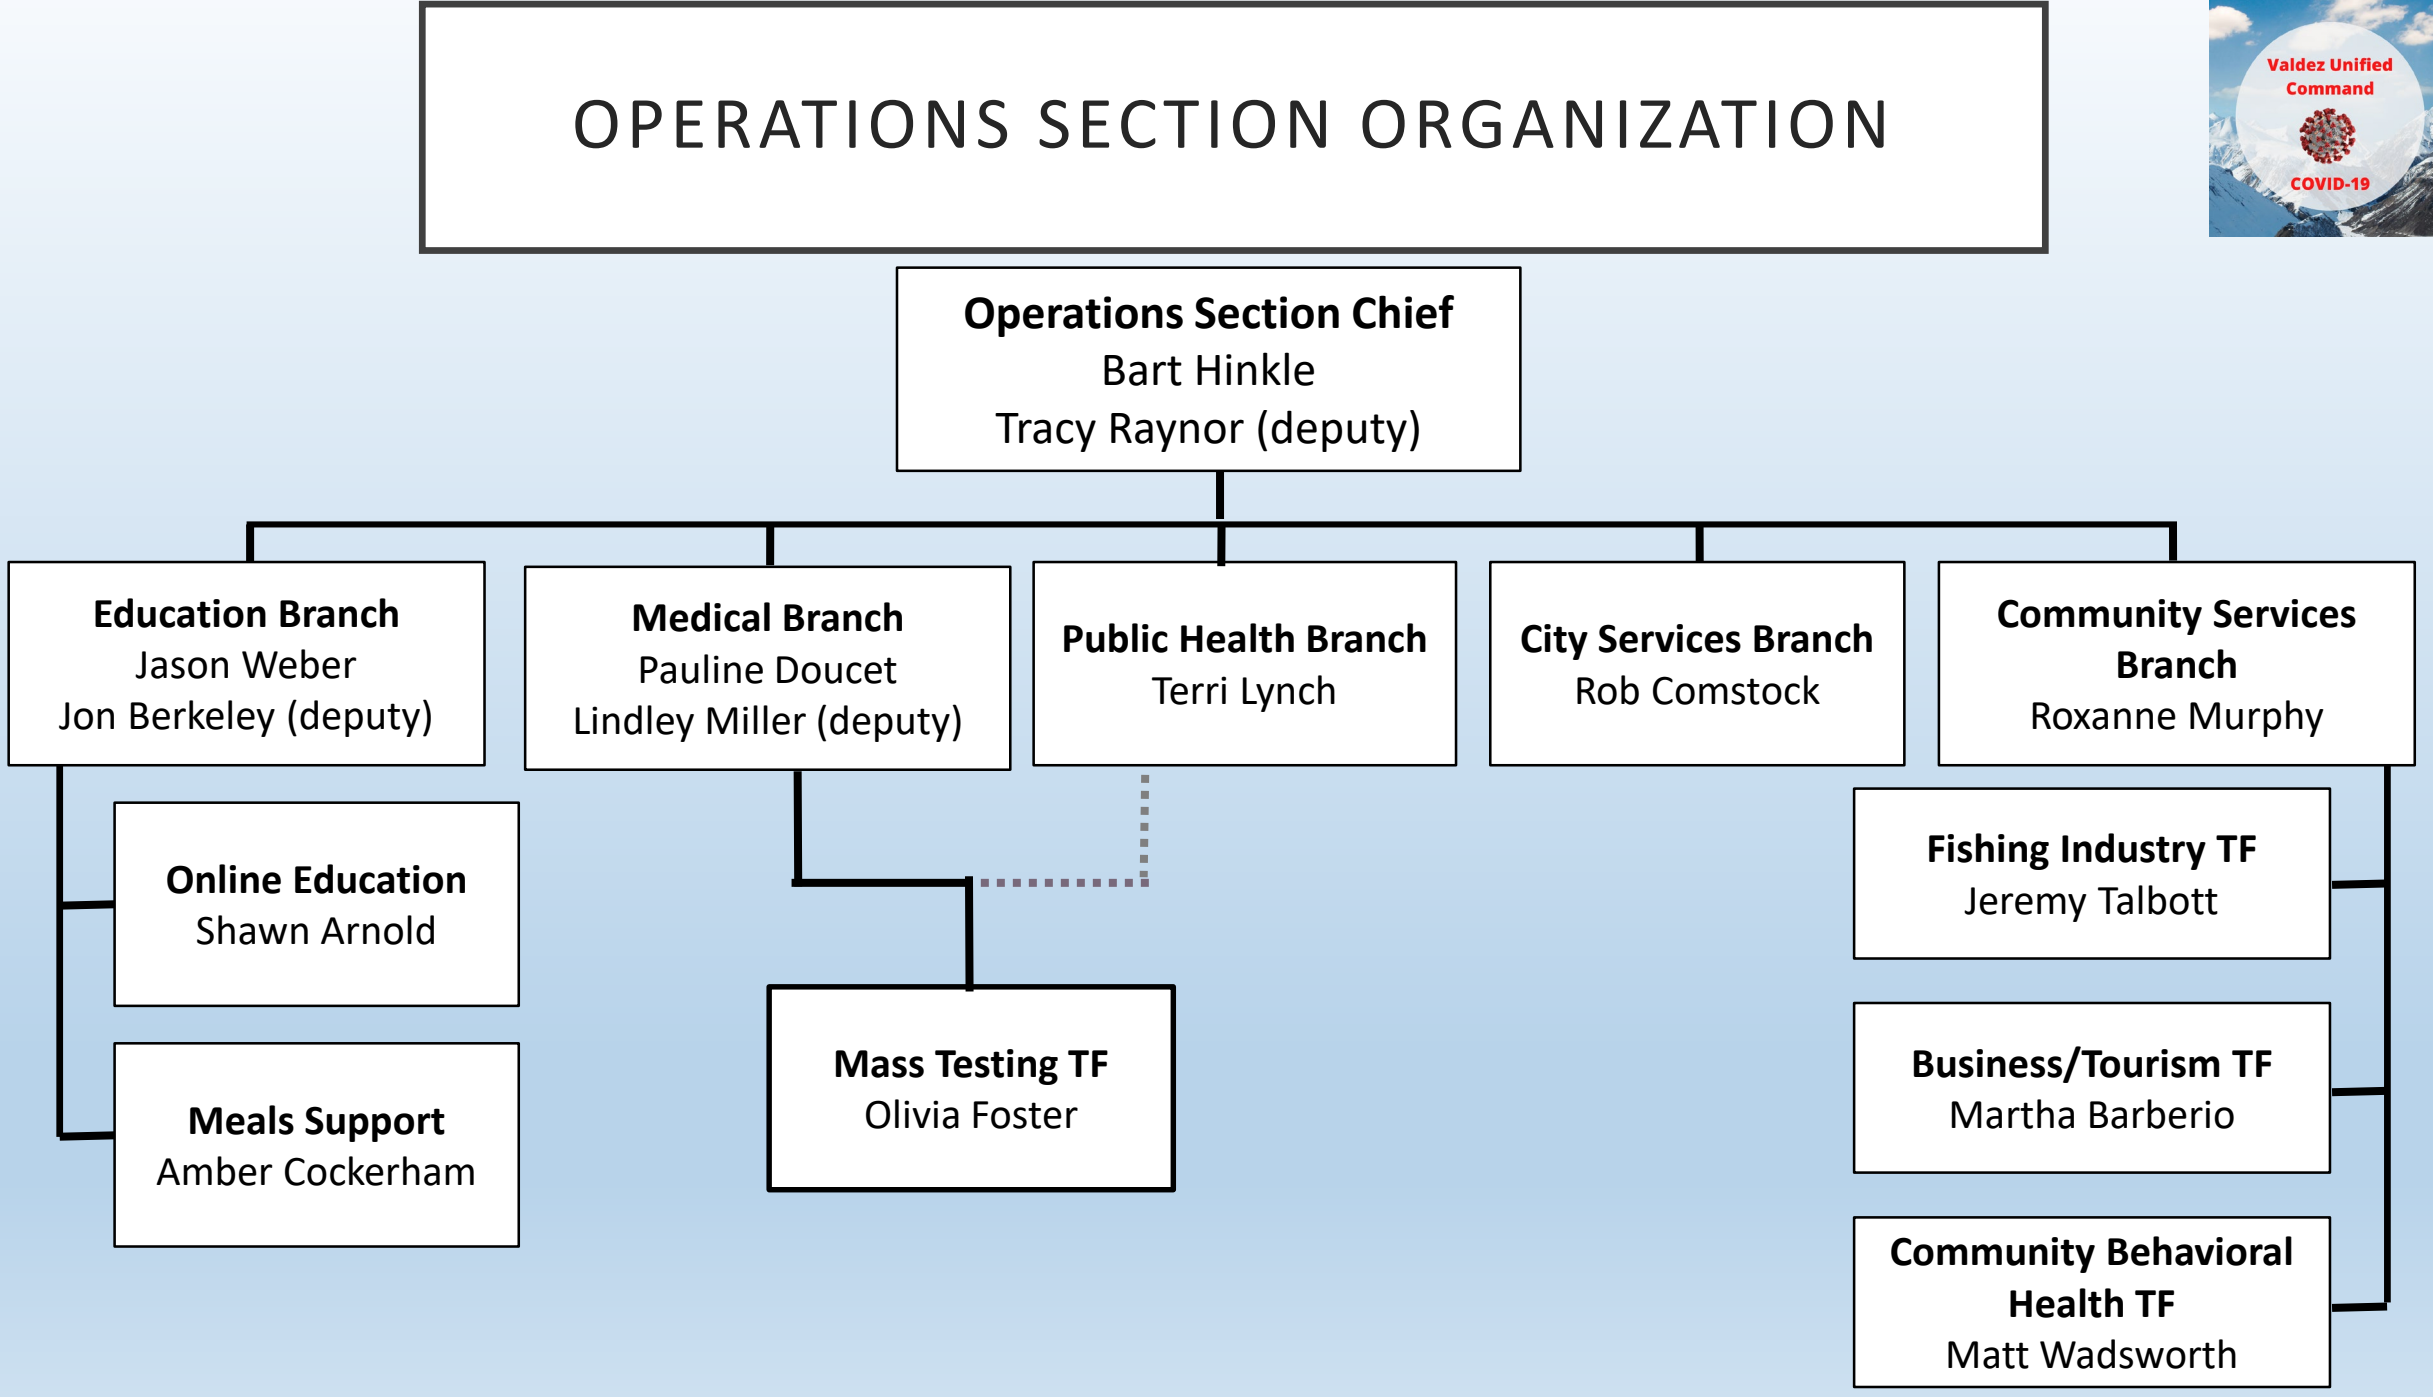 OPERATIONS SECTION ORGANIZATION
Valdez Unified
Command
COVID-19
Operations Section Chief
Bart Hinkle
Tracy Raynor (deputy)
Education Branch
Jason Weber
Jon Berkeley (deputy)
Medical Branch
Pauline Doucet
Lindley Miller (deputy)
Public Health Branch
Terri Lynch
City Services Branch
Rob Comstock
Community Services
Branch
Roxanne Murphy
Online Education
Shawn Arnold
Meals Support
Amber Cockerham
Mass Testing TF
Olivia Foster
Fishing Industry TF
Jeremy Talbott
Business/Tourism TF
Martha Barberio
Community Behavioral
Health TF
Matt Wadsworth